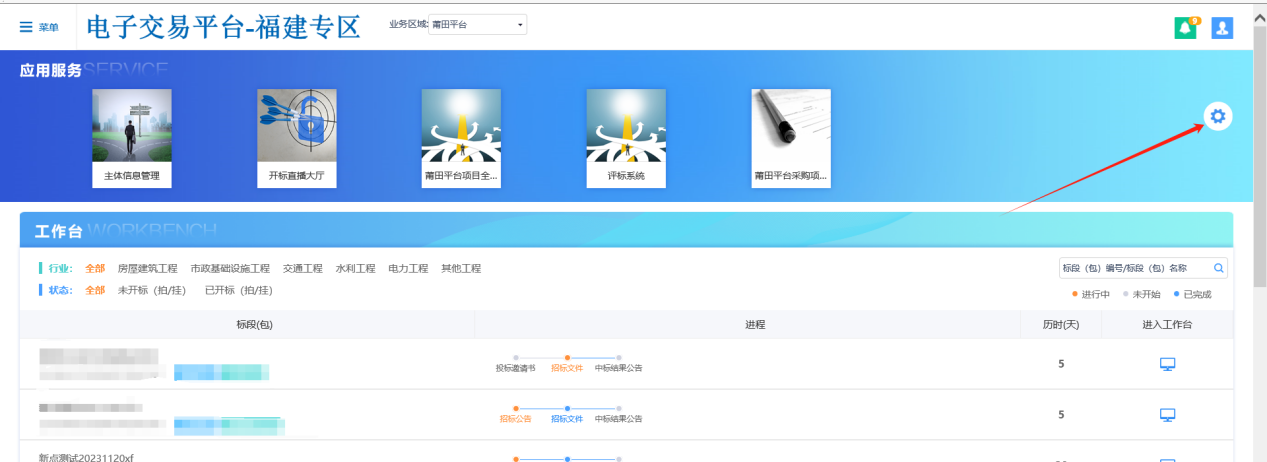 菜单 电子交易平台-福建专区 业务区域: 莆田平台 9
应用服务SERVICE
主体信息管理 开标直播大厅 莆田平台项目全... 评标系统 莆田平台采购项...
工作台 WORKBENCH
行业: 全部 房屋建筑工程 市政基础设施工程 交通工程 水利工程 电力工程 其他工程 标段（包）编号/标段（包）名称
状态: 全部 未开标（拍/挂） 已开标（拍/挂） 进行中 未开始 已完成
标段(包) 进程 历时(天) 进入工作台
投标邀请书 招标文件 中标结果公告 5
招标公告 招标文件 中标结果公告 5
新点测试20231120xf